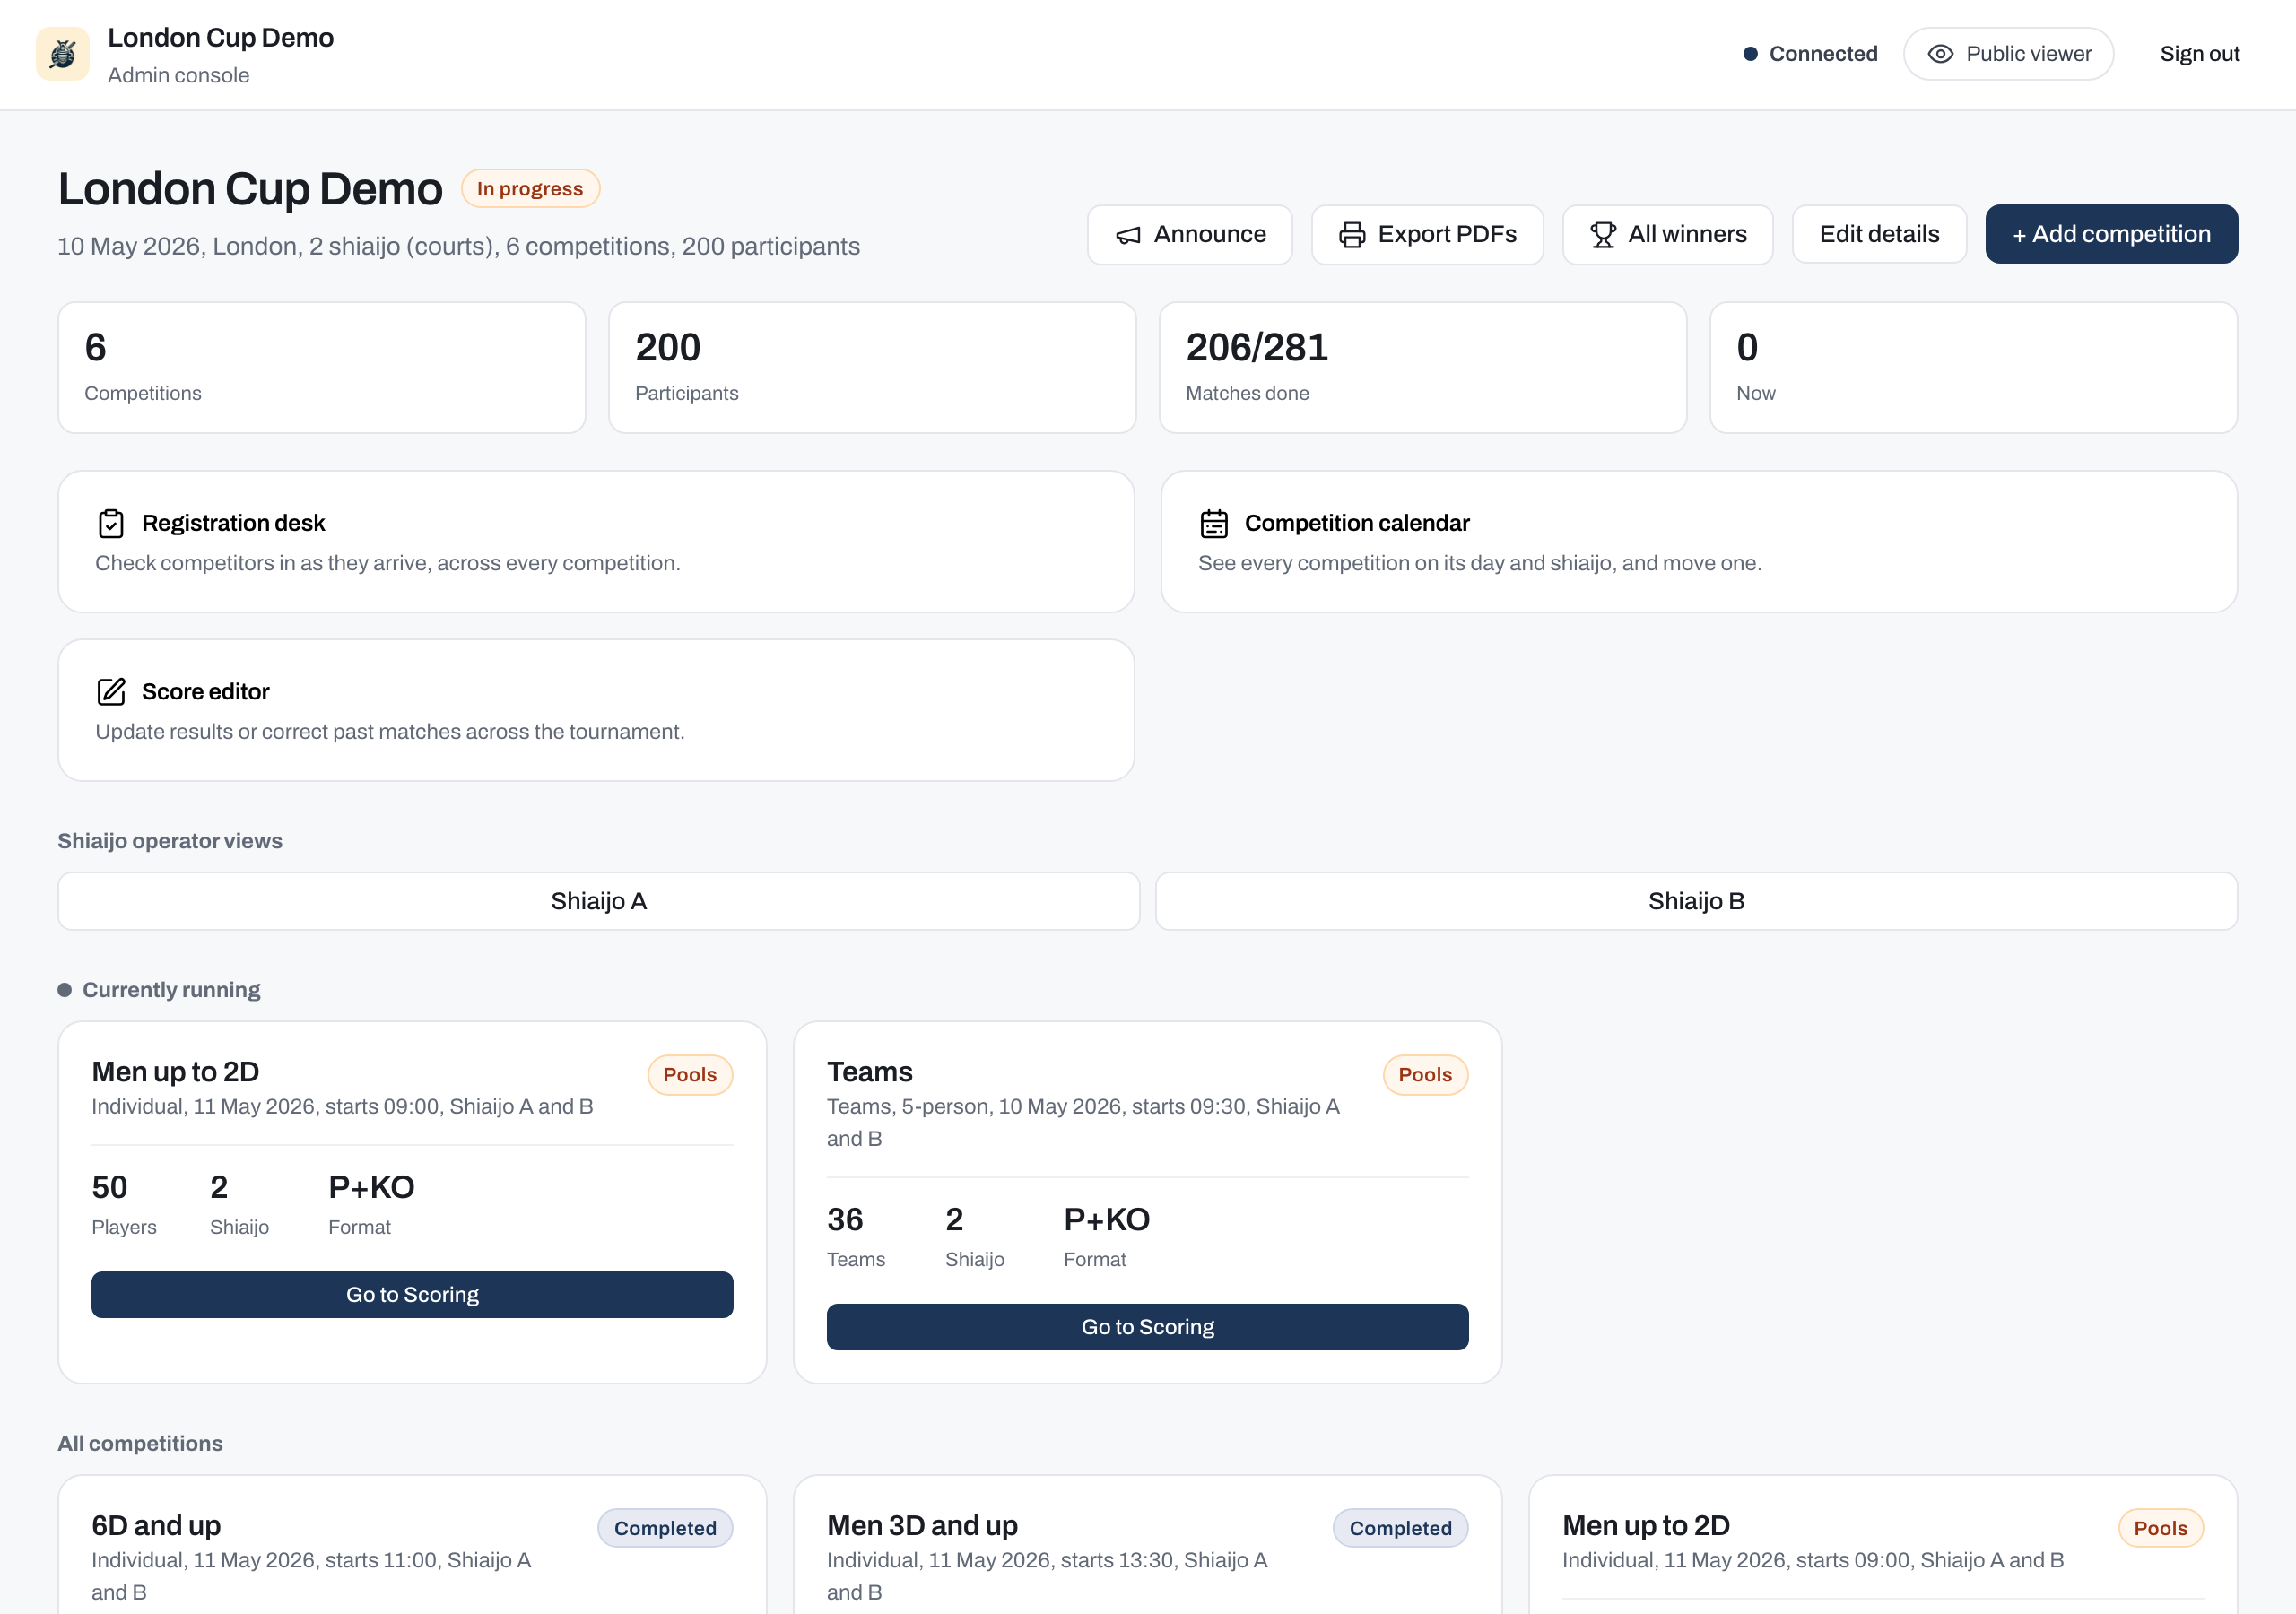 London Cup Demo
Admin console
Connected
Public viewer
Sign out
London Cup Demo
In progress
10 May 2026, London, 2 shiaijo (courts), 6 competitions, 200 participants
Announce
Export PDFs
All winners
Edit details
+ Add competition
6
Competitions
200
Participants
206/281
Matches done
0
Now
Registration desk
Check competitors in as they arrive, across every competition.
Competition calendar
See every competition on its day and shiaijo, and move one.
Score editor
Update results or correct past matches across the tournament.
Shiaijo operator views
Shiaijo A
Shiaijo B
Currently running
Men up to 2D
Pools
Individual, 11 May 2026, starts 09:00, Shiaijo A and B
50
Players
2
Shiaijo
P+KO
Format
Go to Scoring
Teams
Pools
Teams, 5-person, 10 May 2026, starts 09:30, Shiaijo A
and B
36
Teams
2
Shiaijo
P+KO
Format
Go to Scoring
All competitions
6D and up
Completed
Individual, 11 May 2026, starts 11:00, Shiaijo A
and B
Men 3D and up
Completed
Individual, 11 May 2026, starts 13:30, Shiaijo A
and B
Men up to 2D
Pools
Individual, 11 May 2026, starts 09:00, Shiaijo A and B